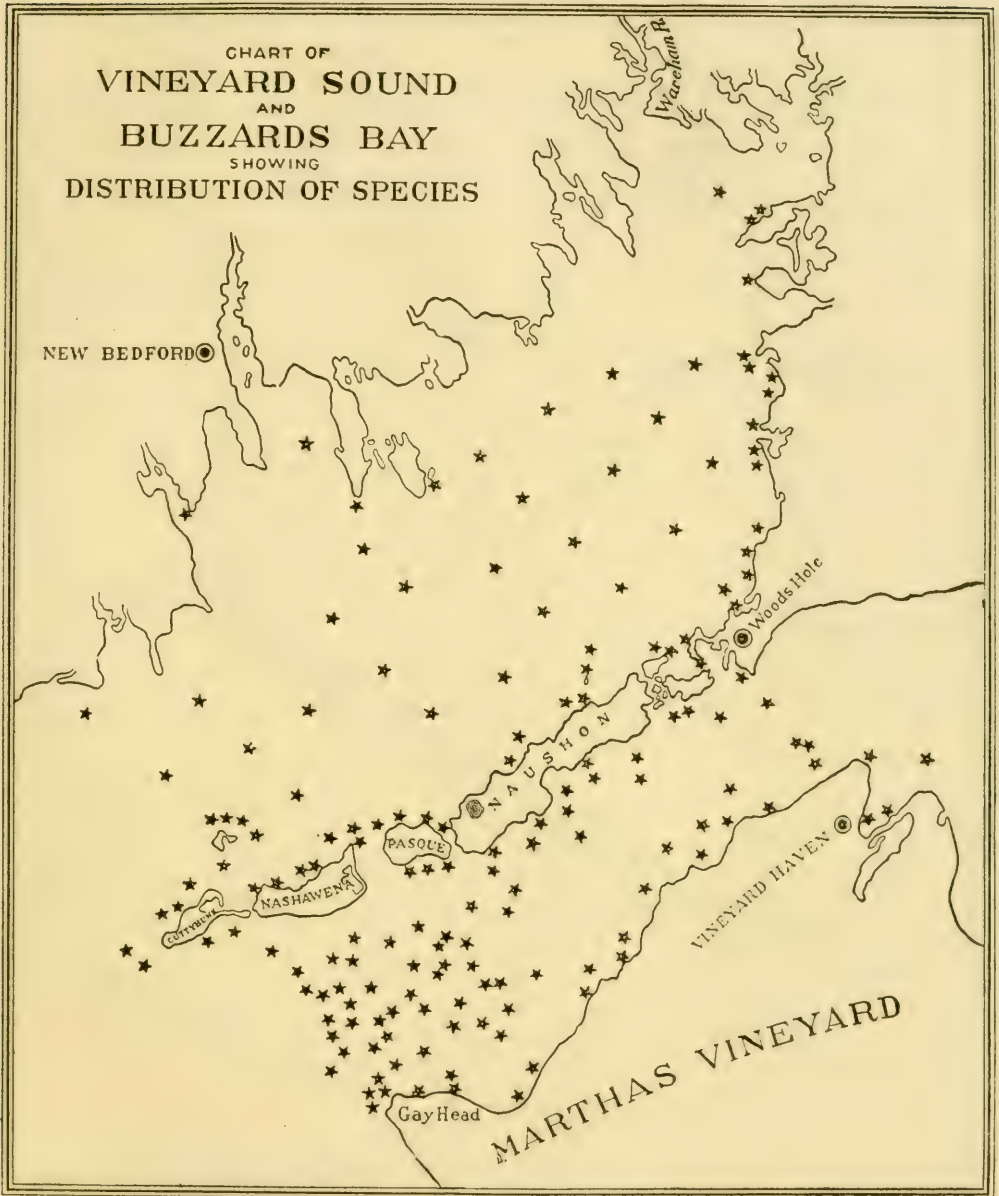 CHART OF
VINEYARD SOUND
AND
BUZZARDS BAY
SHOWING
DISTRIBUTION OF SPECIES
Wareham R.
NEW BEDFORD
Woods Hole
NAUSHON
PASQUE
NASHAWENA
CUTTYHUNK
VINEYARD HAVEN
MARTHAS VINEYARD
Gay Head